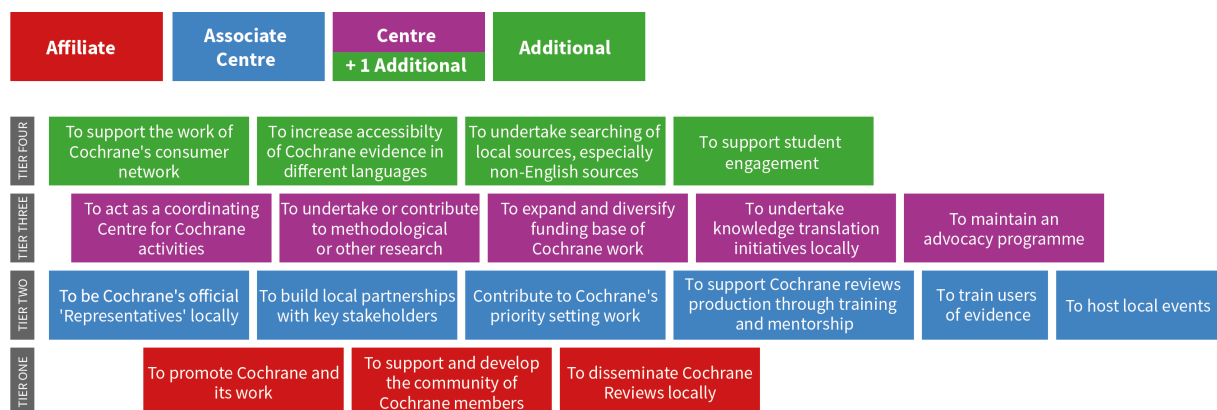 Affiliate
Associate
Centre
Centre
+ 1 Additional
Additional
TIER FOUR
To support the work of
Cochrane's consumer
network
To increase accessibilty
of Cochrane evidence in
different languages
To undertake searching of
local sources, especially
non-English sources
To support student
engagement
TIER THREE
To act as a coordinating
Centre for Cochrane
activities
To undertake or contribute
to methodological
or other research
To expand and diversify
funding base of
Cochrane work
To undertake
knowledge translation
initiatives locally
To maintain an
advocacy programme
TIER TWO
To be Cochrane's official
'Representatives' locally
To build local partnerships
with key stakeholders
Contribute to Cochrane's
priority setting work
To support Cochrane reviews
production through training
and mentorship
To train users
of evidence
To host local events
TIER ONE
To promote Cochrane and
its work
To support and develop
the community of
Cochrane members
To disseminate Cochrane
Reviews locally